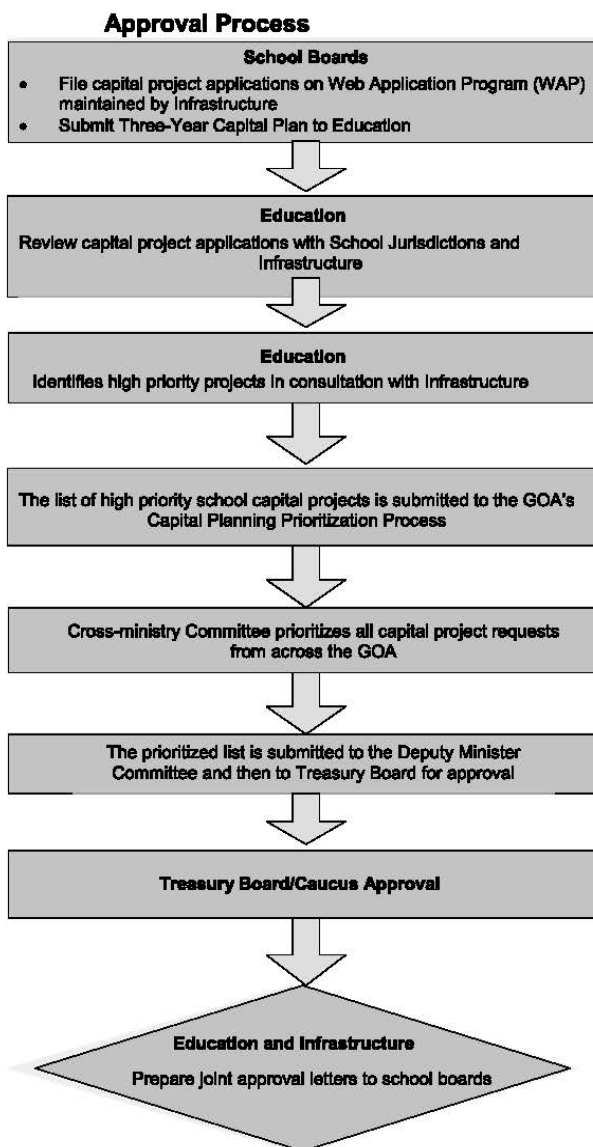 Approval Process
School Boards
• File capital project applications on Web Application Program (WAP)
maintained by Infrastructure
• Submit Three-Year Capital Plan to Education
Education
Review capital project applications with School Jurisdictions and
Infrastructure
Education
Identifies high priority projects in consultation with Infrastructure
The list of high priority school capital projects is submitted to the GOA's
Capital Planning Prioritization Process
Cross-ministry Committee prioritizes all capital project requests
from across the GOA
The prioritized list is submitted to the Deputy Minister
Committee and then to Treasury Board for approval
Treasury Board/Caucus Approval
Education and Infrastructure
Prepare joint approval letters to school boards